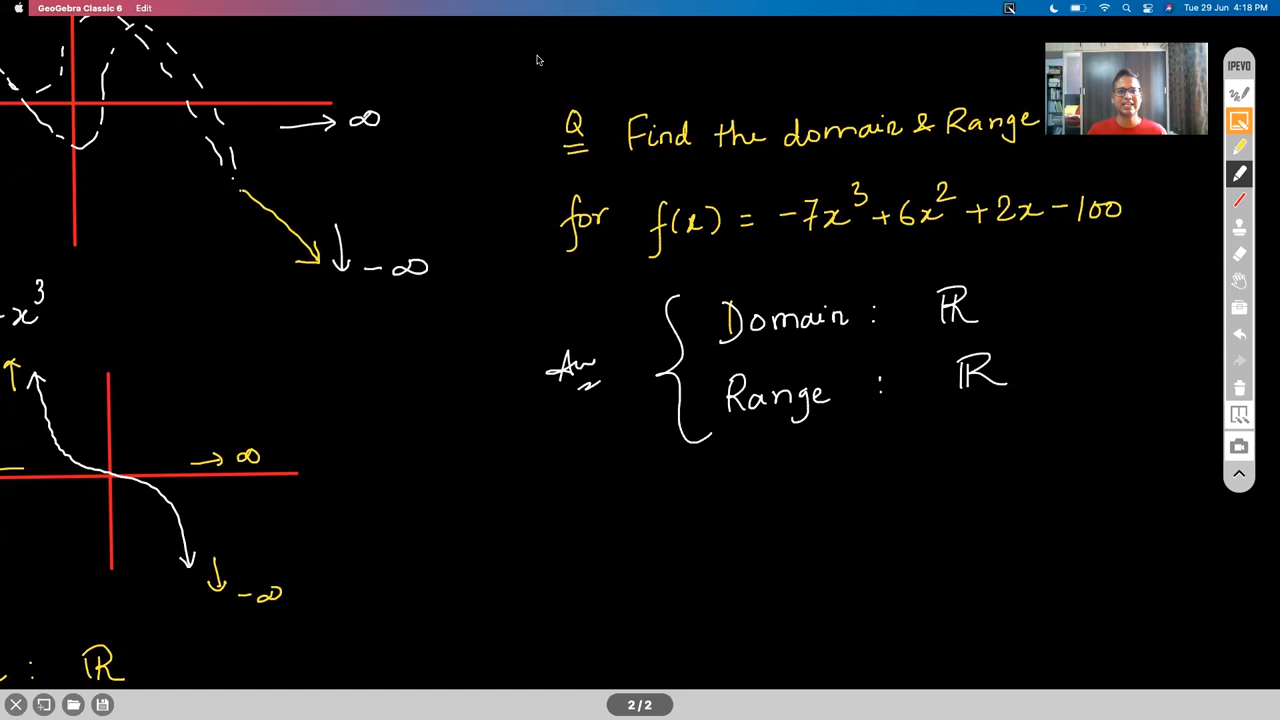 GeoGebra Classic 6 Edit Tue 29 Jun 4:18 PM
IPEVO
→ ∞
↓ - ∞
- x³
→ ∞
↓ - ∞
: ℝ
Q Find the domain & Range
for f(x) = -7x³ + 6x² + 2x - 100
Domain : ℝ
Range : ℝ
2 / 2